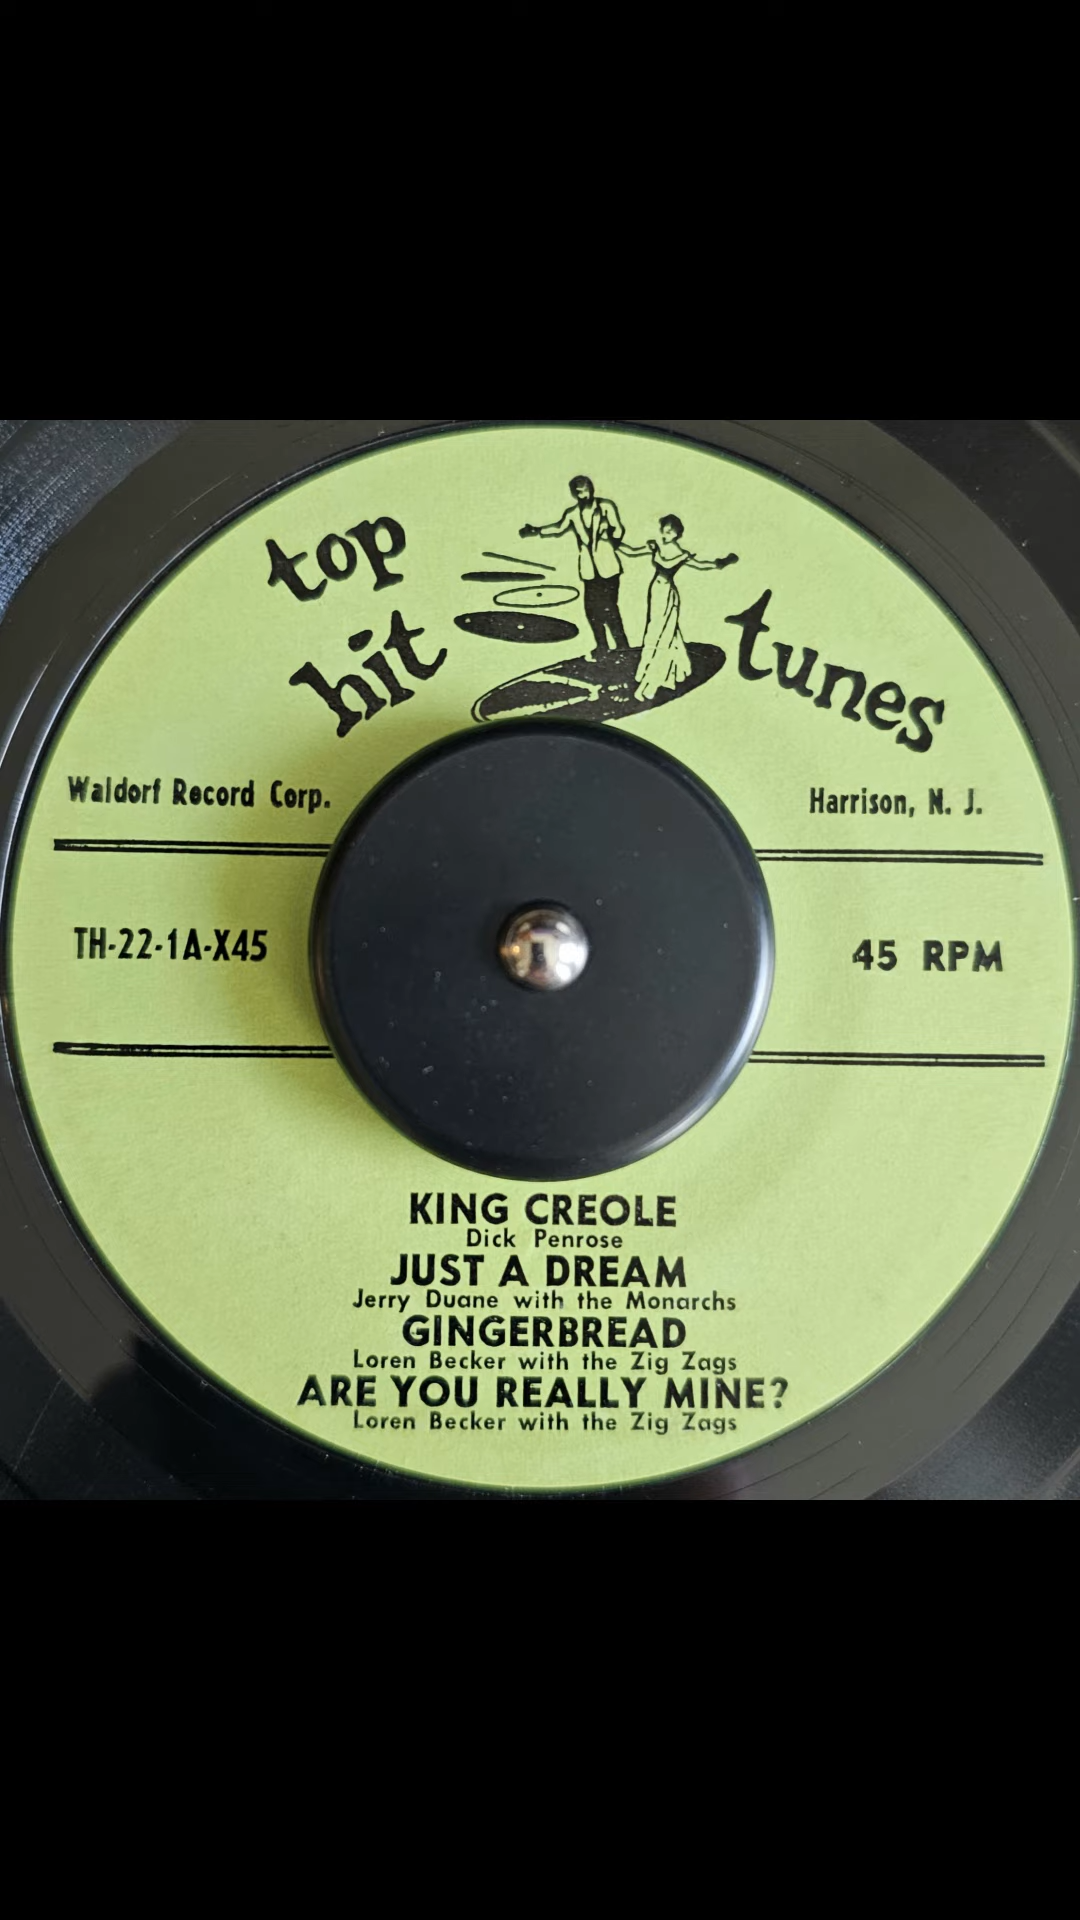 top
hit tunes
Waldorf Record Corp. Harrison, N. J.
TH-22-1A-X45 45 RPM
KING CREOLE
Dick Penrose
JUST A DREAM
Jerry Duane with the Monarchs
GINGERBREAD
Loren Becker with the Zig Zags
ARE YOU REALLY MINE?
Loren Becker with the Zig Zags